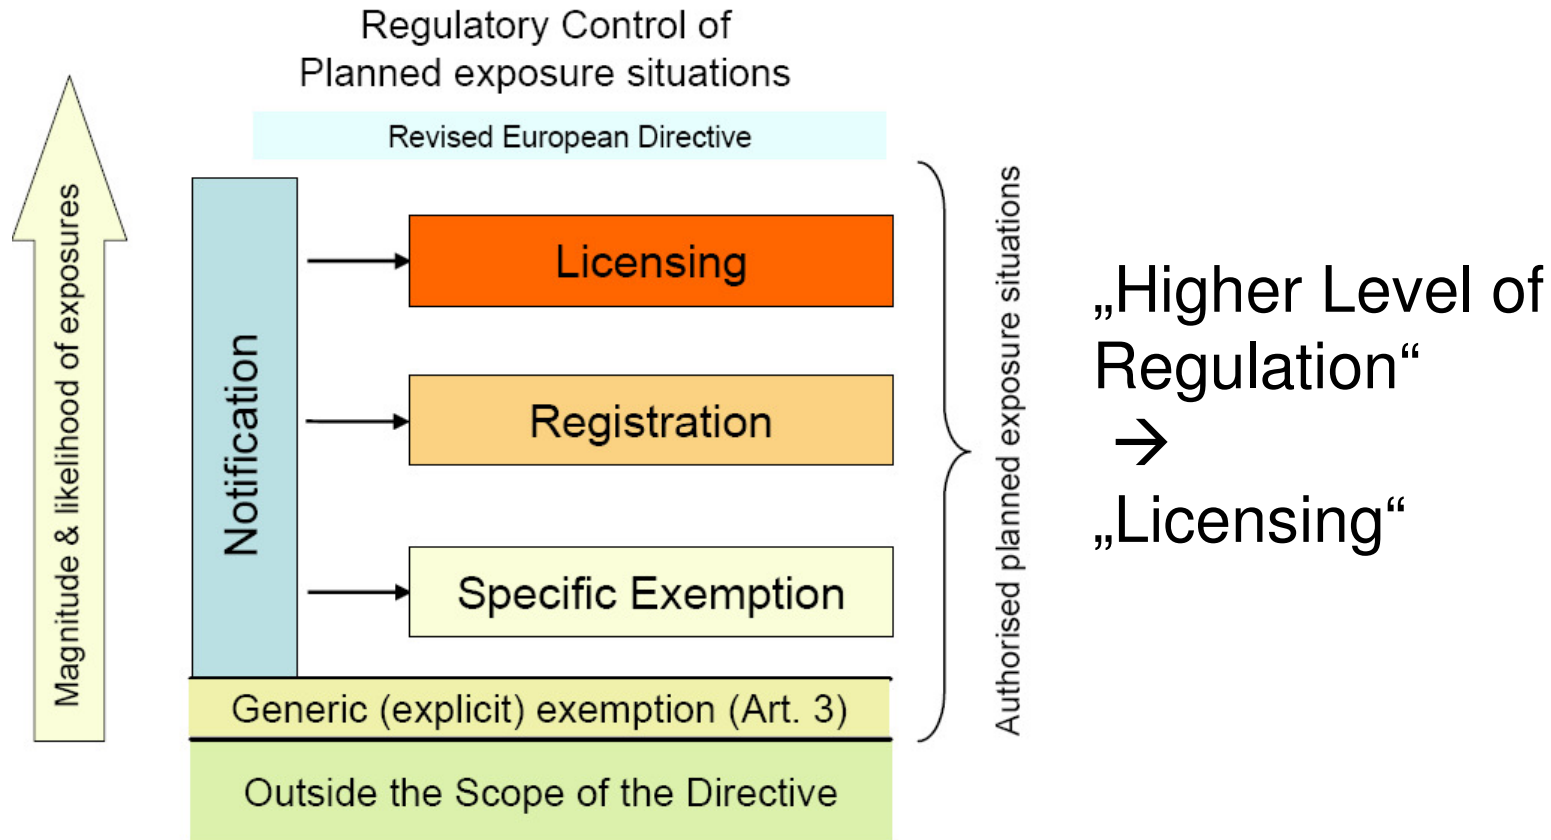 Regulatory Control of
Planned exposure situations
Revised European Directive
Magnitude & likelihood of exposures
Notification
Licensing
Registration
Specific Exemption
Generic (explicit) exemption (Art. 3)
Outside the Scope of the Directive
Authorised planned exposure situations
„Higher Level of
Regulation“
→
„Licensing“